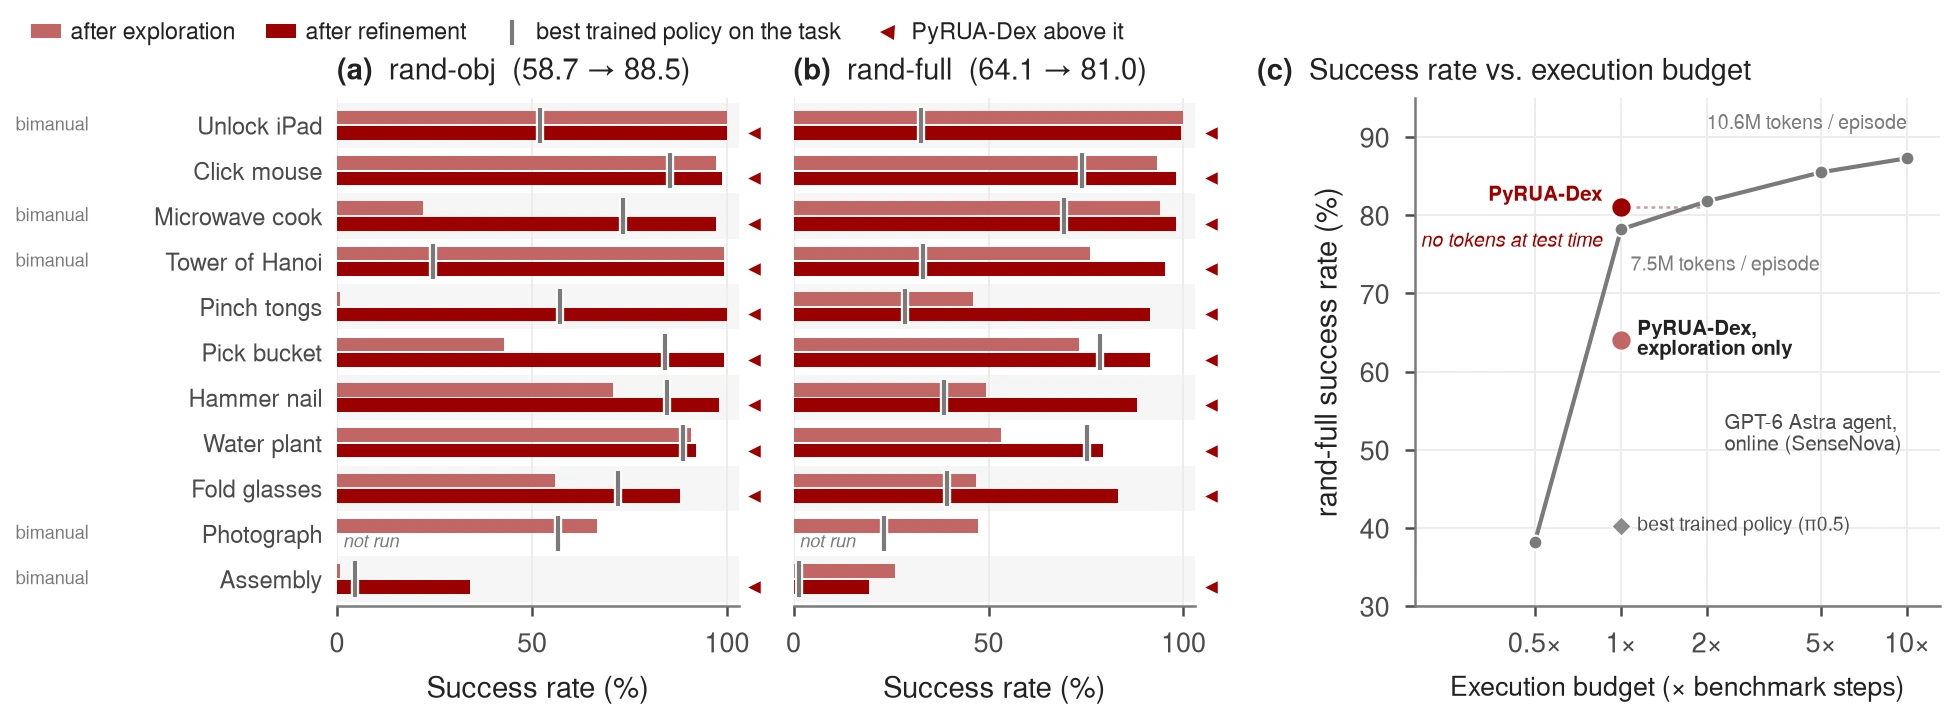 after exploration
after refinement
best trained policy on the task
PyRUA-Dex above it
(a) rand-obj (58.7 → 88.5)
(b) rand-full (64.1 → 81.0)
(c) Success rate vs. execution budget
bimanual Unlock iPad
Click mouse
bimanual Microwave cook
bimanual Tower of Hanoi
Pinch tongs
Pick bucket
Hammer nail
Water plant
Fold glasses
bimanual Photograph
not run
not run
bimanual Assembly
0 50 100
Success rate (%)
0 50 100
Success rate (%)
rand-full success rate (%)
90
80
70
60
50
40
30
10.6M tokens / episode
PyRUA-Dex
no tokens at test time
7.5M tokens / episode
PyRUA-Dex,
exploration only
GPT-6 Astra agent,
online (SenseNova)
best trained policy (π0.5)
0.5× 1× 2× 5× 10×
Execution budget (× benchmark steps)